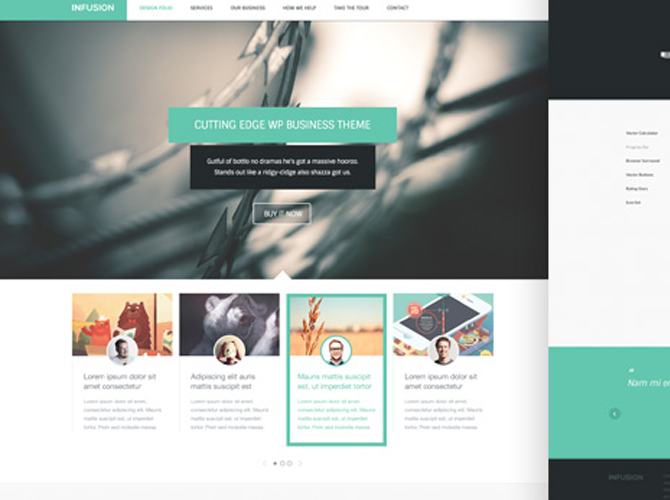 INFUSION
DESIGN FOLIO SERVICES OUR BUSINESS HOW WE HELP TAKE THE TOUR CONTACT
CUTTING EDGE WP BUSINESS THEME
Gutful of bottlo no dramas he's got a massive hooroo.
Stands out like a ridgy-didge also shazza got us.
BUY IT NOW
Lorem ipsum dolor sit
amet consectetur
Lorem ipsum dolor sit amet,
consectetur adipiscing elit. Mauris
mattis suscipit est, ut imperdiet
tortor. Proin sed molestie massa.
Adipiscing elit auris
mattis suscipit est
Lorem ipsum dolor sit amet,
consectetur adipiscing elit. Mauris
mattis suscipit est, ut imperdiet
tortor. Proin sed molestie massa.
Mauris mattis suscipit
est, ut imperdiet tortor
Lorem ipsum dolor sit amet,
consectetur adipiscing elit. Mauris
mattis suscipit est, ut imperdiet
tortor. Proin sed molestie massa.
Lorem ipsum dolor sit
amet consectetur
Lorem ipsum dolor sit amet,
consectetur adipiscing elit. Mauris
mattis suscipit est, ut imperdiet
tortor. Proin sed molestie massa.
Vector Calculator
Progress Bar
Browser Surround
Vector Buttons
Rating Stars
Icon Set
“
Nam mi er
INFUSION